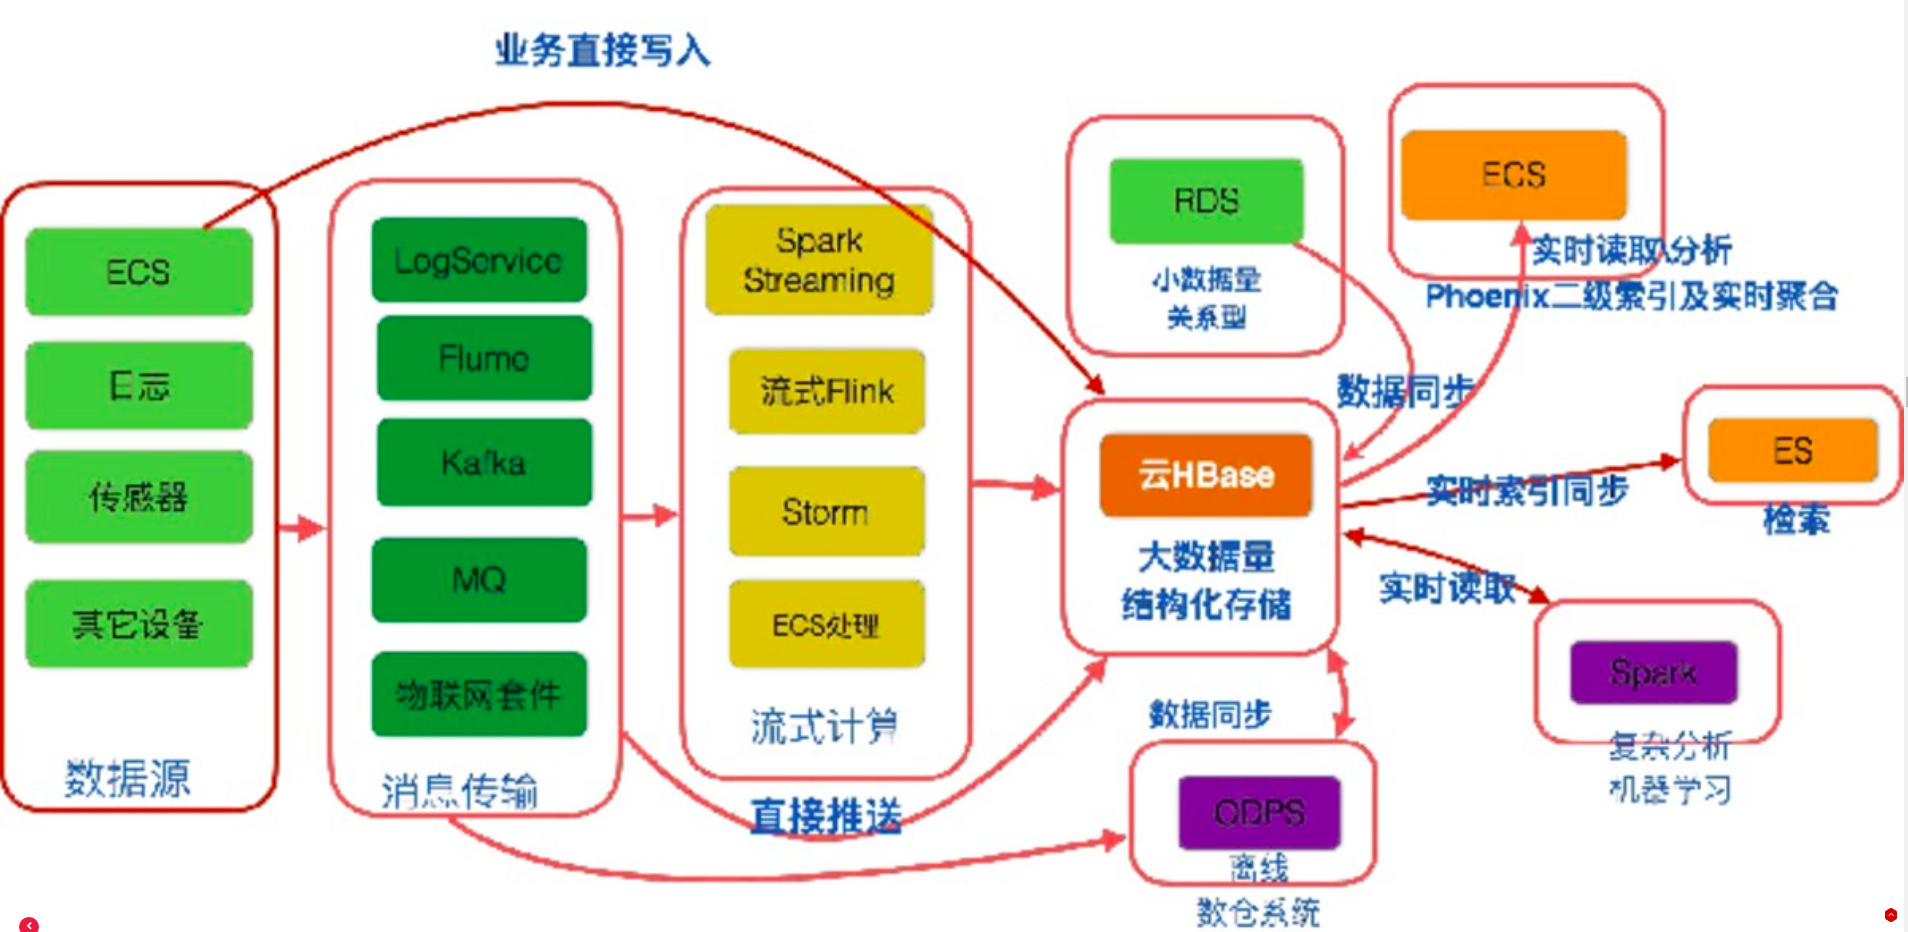 业务直接写入
ECS
日志
传感器
其它设备
数据源
LogService
Flume
Kafka
MQ
物联网套件
消息传输
Spark
Streaming
流式Flink
Storm
ECS处理
流式计算
直接推送
RDS
小数据量
关系型
数据同步
云HBase
大数据量
结构化存储
ECS
实时读取\分析
Phoenix二级索引及实时聚合
实时索引同步
ES
检索
实时读取
Spark
复杂分析
机器学习
数据同步
ODPS
离线
数仓系统